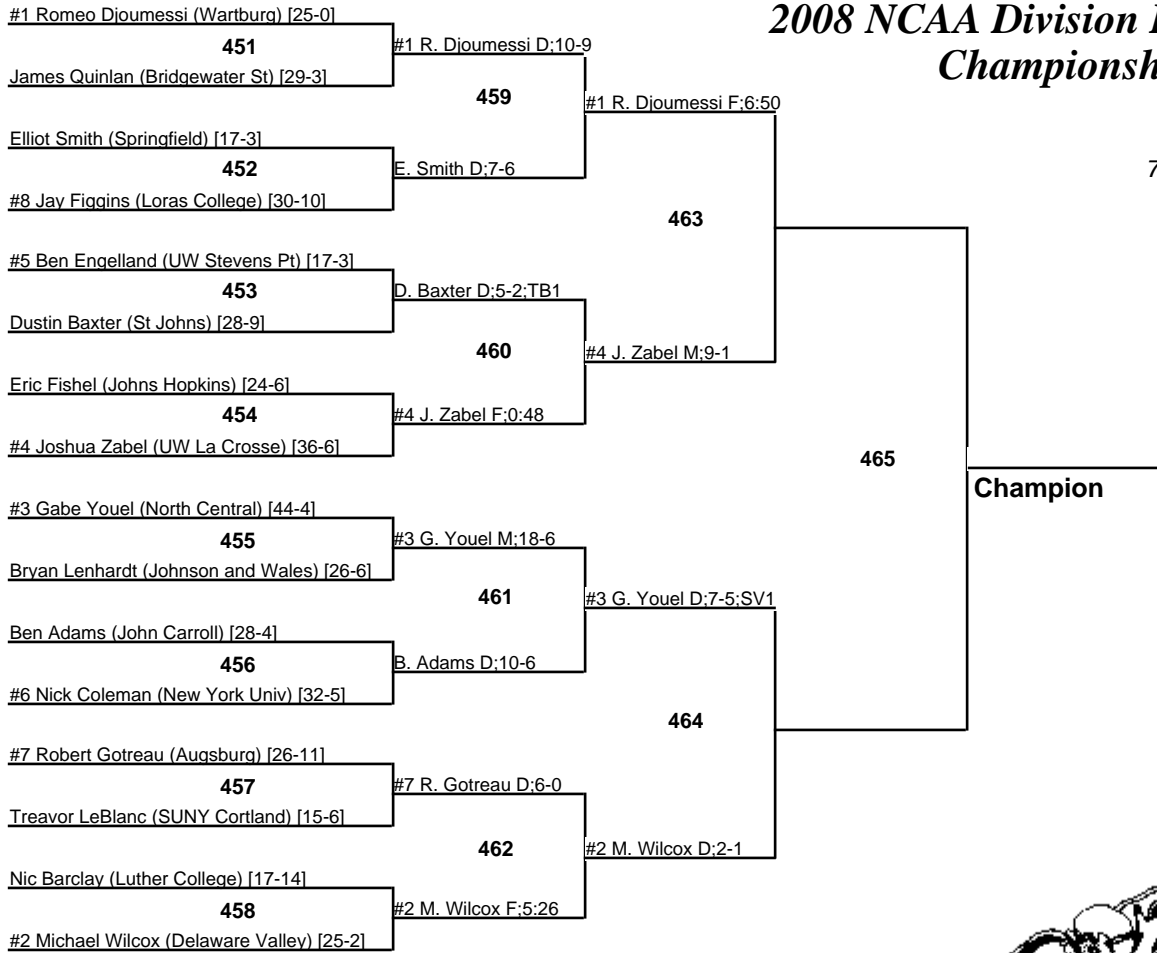 #1 Romeo Djoumessi (Wartburg) [25-0]
451
James Quinlan (Bridgewater St) [29-3]
Elliot Smith (Springfield) [17-3]
452
#8 Jay Figgins (Loras College) [30-10]
#5 Ben Engelland (UW Stevens Pt) [17-3]
453
Dustin Baxter (St Johns) [28-9]
Eric Fishel (Johns Hopkins) [24-6]
454
#4 Joshua Zabel (UW La Crosse) [36-6]
#3 Gabe Youel (North Central) [44-4]
455
Bryan Lenhardt (Johnson and Wales) [26-6]
Ben Adams (John Carroll) [28-4]
456
#6 Nick Coleman (New York Univ) [32-5]
#7 Robert Gotreau (Augsburg) [26-11]
457
Treavor LeBlanc (SUNY Cortland) [15-6]
Nic Barclay (Luther College) [17-14]
458
#2 Michael Wilcox (Delaware Valley) [25-2]
#1 R. Djoumessi D;10-9
459
E. Smith D;7-6
D. Baxter D;5-2;TB1
460
#4 J. Zabel F;0:48
#3 G. Youel M;18-6
461
B. Adams D;10-6
#7 R. Gotreau D;6-0
462
#2 M. Wilcox F;5:26
#1 R. Djoumessi F;6:50
463
#4 J. Zabel M;9-1
#3 G. Youel D;7-5;SV1
464
#2 M. Wilcox D;2-1
465
Champion
2008 NCAA Division
Championsh
7